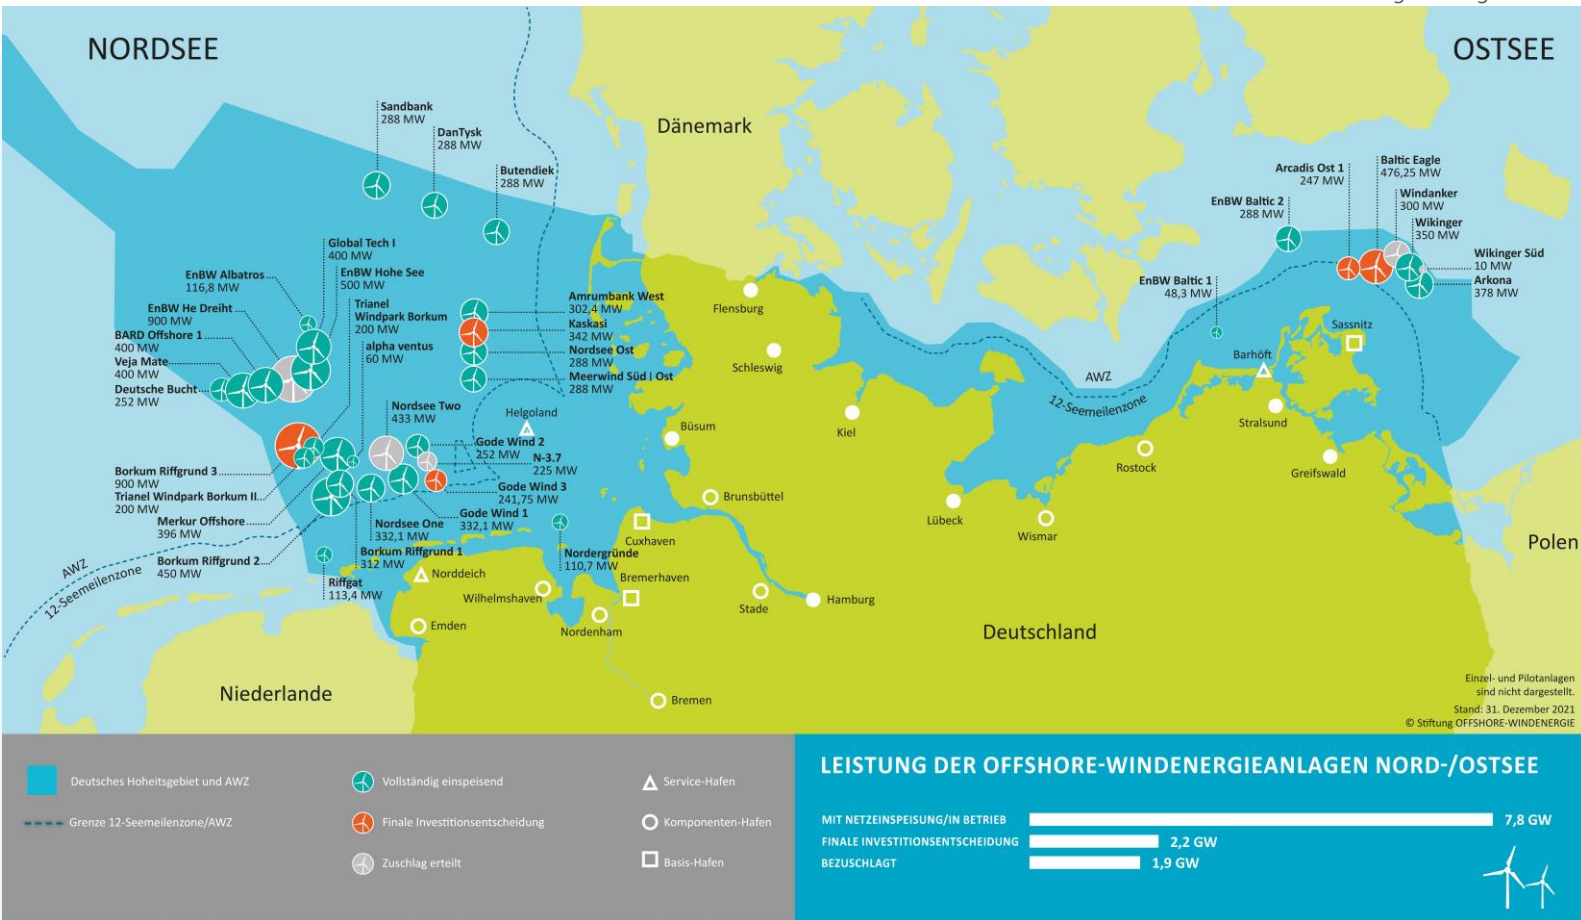 NORDSEE
OSTSEE
Dänemark
Sandbank
288 MW
DanTysk
288 MW
Butendiek
288 MW
Global Tech I
400 MW
EnBW Albatros
116,8 MW
EnBW Hohe See
500 MW
EnBW He Dreiht
900 MW
Trianel
Windpark Borkum
200 MW
BARD Offshore 1
400 MW
alpha ventus
60 MW
Veja Mate
400 MW
Deutsche Bucht
252 MW
Amrumbank West
302,4 MW
Kaskasi
342 MW
Nordsee Ost
288 MW
Meerwind Süd | Ost
288 MW
Nordsee Two
433 MW
Helgoland
Gode Wind 2
252 MW
N-3.7
225 MW
Gode Wind 3
241,75 MW
Gode Wind 1
332,1 MW
Borkum Riffgrund 3
900 MW
Trianel Windpark Borkum II
200 MW
Merkur Offshore
396 MW
Nordsee One
332,1 MW
Borkum Riffgrund 2
450 MW
Borkum Riffgrund 1
312 MW
Riffgat
113,4 MW
Nordergründe
110,7 MW
AWZ
12-Seemeilenzone
Arcadis Ost 1
247 MW
Baltic Eagle
476,25 MW
Windanker
300 MW
EnBW Baltic 2
288 MW
Wikinger
350 MW
Wikinger Süd
10 MW
Arkona
378 MW
EnBW Baltic 1
48,3 MW
AWZ
12-Seemeilenzone
Flensburg
Schleswig
Kiel
Büsum
Brunsbüttel
Cuxhaven
Bremerhaven
Norddeich
Wilhelmshaven
Nordenham
Emden
Stade
Hamburg
Bremen
Lübeck
Wismar
Rostock
Sassnitz
Barhöft
Stralsund
Greifswald
Polen
Deutschland
Niederlande
Einzel- und Pilotanlagen
sind nicht dargestellt.
Stand: 31. Dezember 2021
© Stiftung OFFSHORE-WINDENERGIE
Deutsches Hoheitsgebiet und AWZ
Grenze 12-Seemeilenzone/AWZ
Vollständig einspeisend
Finale Investitionsentscheidung
Zuschlag erteilt
Service-Hafen
Komponenten-Hafen
Basis-Hafen
LEISTUNG DER OFFSHORE-WINDENERGIEANLAGEN NORD-/OSTSEE
MIT NETZEINSPEISUNG/IN BETRIEB 7,8 GW
FINALE INVESTITIONSENTSCHEIDUNG 2,2 GW
BEZUSCHLAGT 1,9 GW